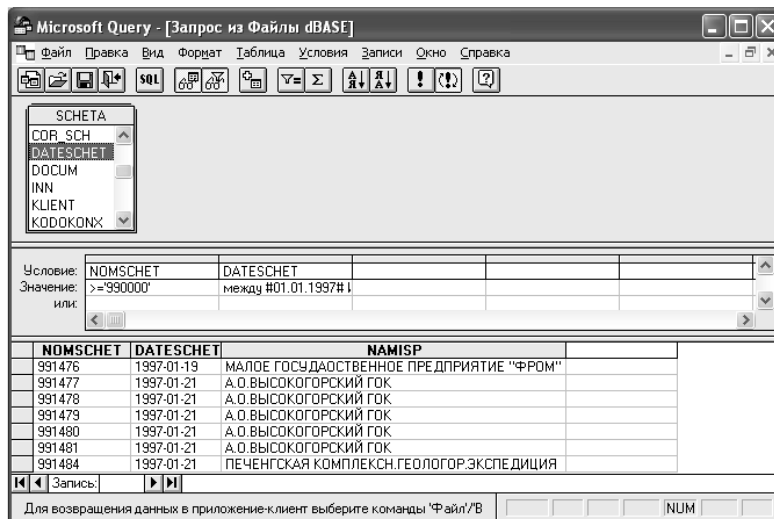 Microsoft Query - [Запрос из Файлы dBASE]
Файл Правка Вид Формат Таблица Условия Записи Окно Справка
SQL
SCHETA
COR_SCH
DATESCHET
DOCUM
INN
KLIENT
KODOKONX
Условие: NOMSCHET DATESCHET
Значение: >='990000' между #01.01.1997#
или:
NOMSCHET DATESCHET NAMISP
991476 1997-01-19 МАЛОЕ ГОСУДАОСТВЕННОЕ ПРЕДПРИЯТИЕ "ФРОМ"
991477 1997-01-21 А.О.ВЫСОКОГОРСКИЙ ГОК
991478 1997-01-21 А.О.ВЫСОКОГОРСКИЙ ГОК
991479 1997-01-21 А.О.ВЫСОКОГОРСКИЙ ГОК
991480 1997-01-21 А.О.ВЫСОКОГОРСКИЙ ГОК
991481 1997-01-21 А.О.ВЫСОКОГОРСКИЙ ГОК
991484 1997-01-21 ПЕЧЕНГСКАЯ КОМПЛЕКСН.ГЕОЛОГОР.ЭКСПЕДИЦИЯ
Запись:
Для возвращения данных в приложение-клиент выберите команды 'Файл'/'В
NUM